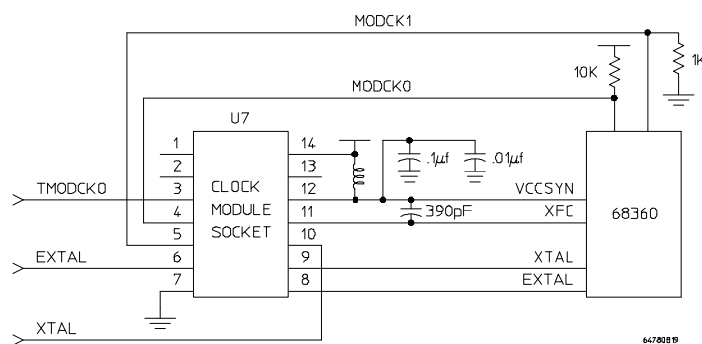 MODCK1
1K
10K
MODCK0
U7
1
14
2
13
3
12
4
11
5
10
6
9
7
8
CLOCK
MODULE
SOCKET
.1µf
.01µf
390pF
TMODCK0
EXTAL
XTAL
VCCSYN
XFC
XTAL
EXTAL
68360
64780B19